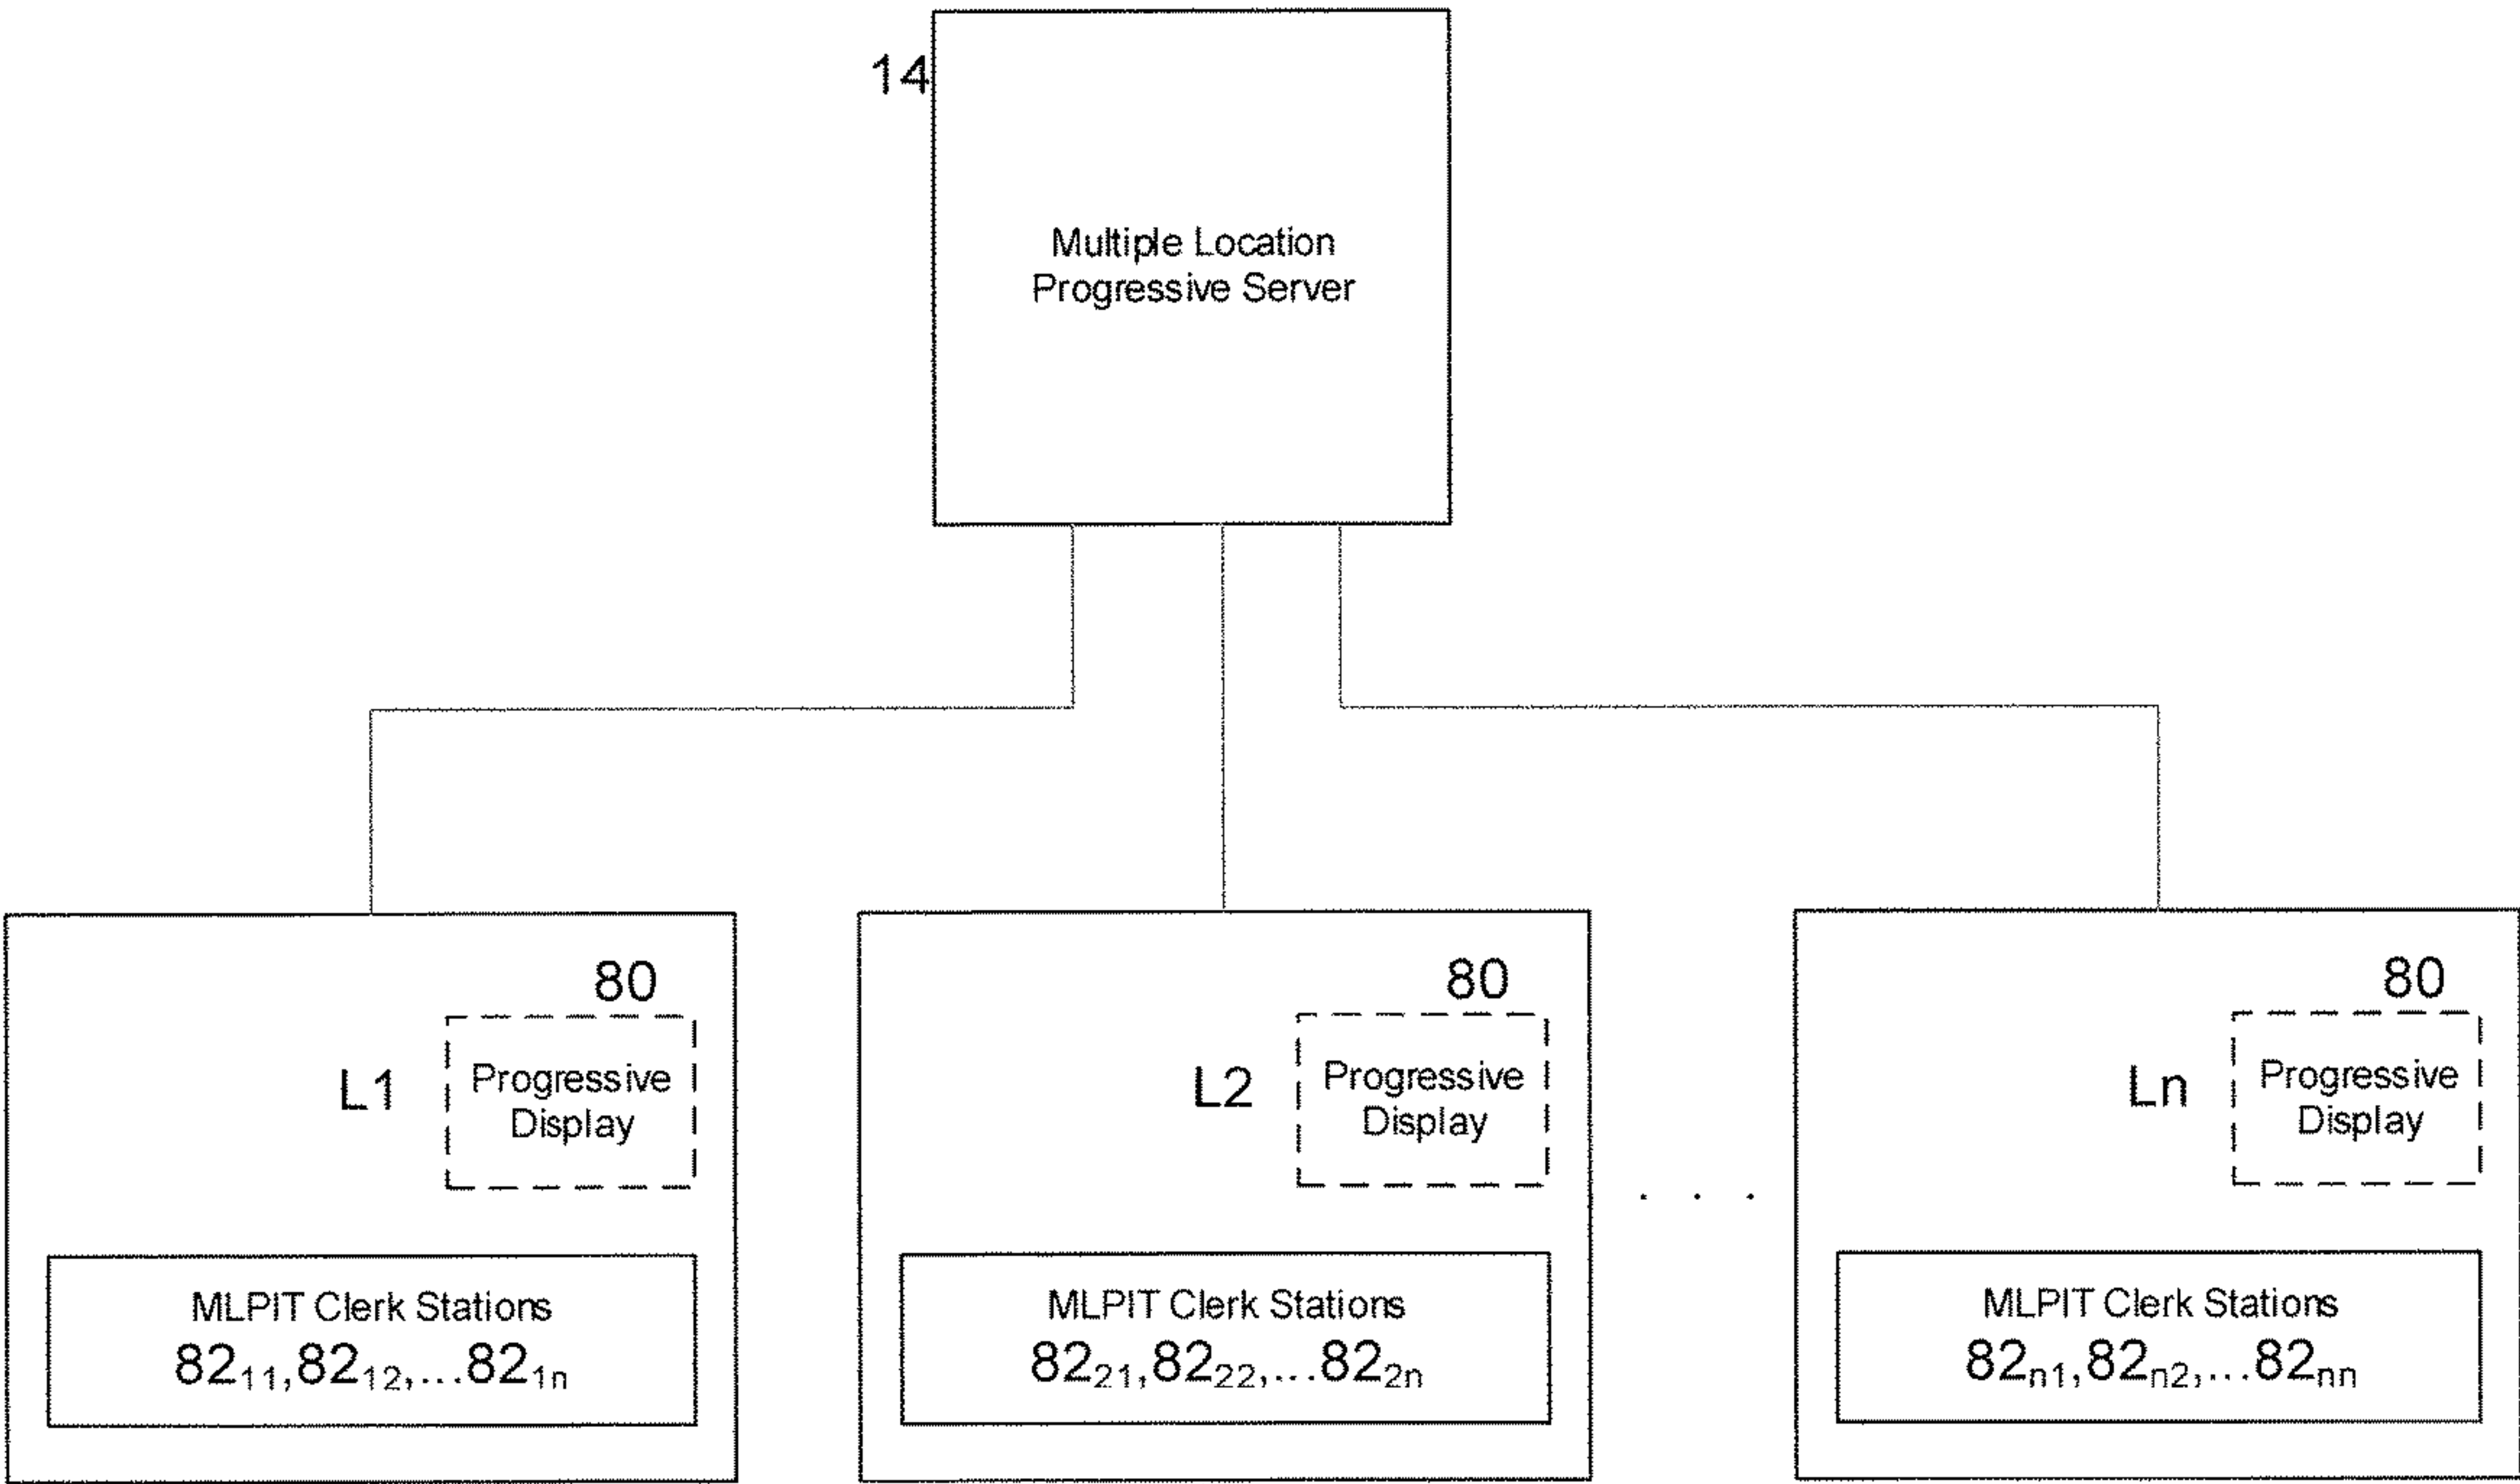 14
Multiple Location
Progressive Server
80
L1
Progressive
Display
MLPIT Clerk Stations
82₁₁,82₁₂,...82₁ₙ
80
L2
Progressive
Display
MLPIT Clerk Stations
82₂₁,82₂₂,...82₂ₙ
. . .
80
Ln
Progressive
Display
MLPIT Clerk Stations
82ₙ₁,82ₙ₂,...82ₙₙ